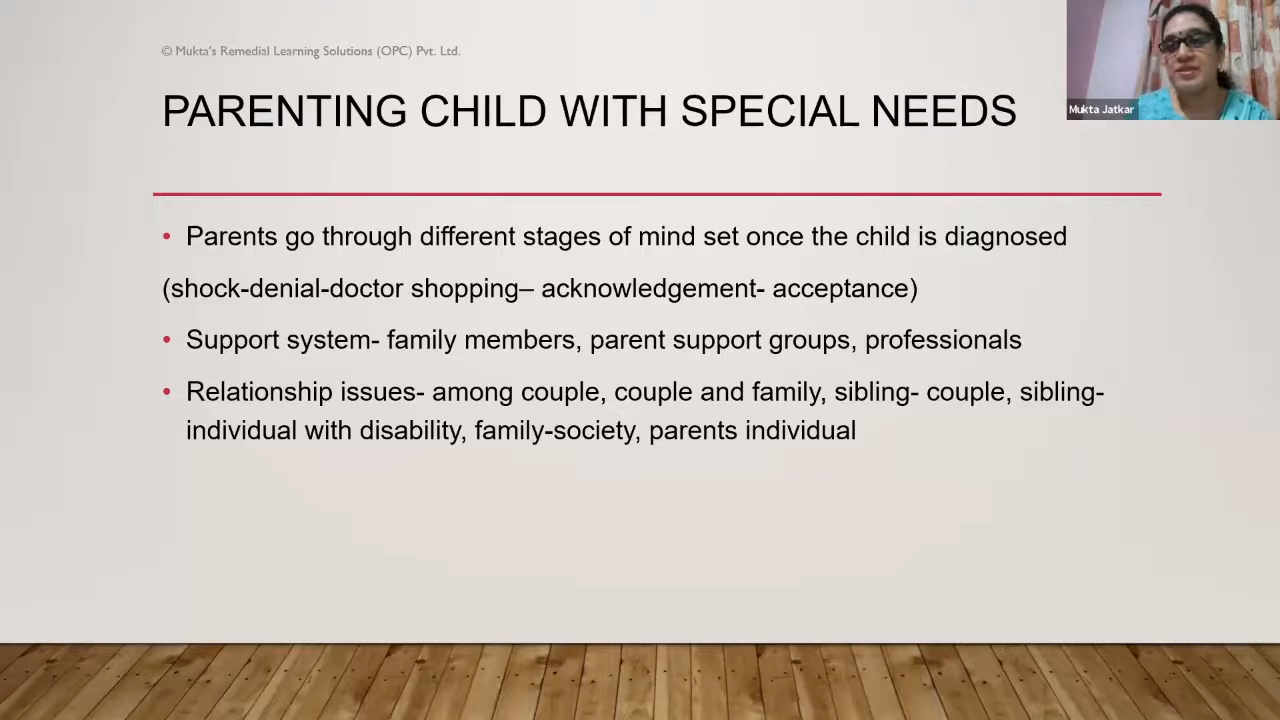 © Mukta's Remedial Learning Solutions (OPC) Pvt. Ltd.
PARENTING CHILD WITH SPECIAL NEEDS
Mukta Jatkar
• Parents go through different stages of mind set once the child is diagnosed
(shock-denial-doctor shopping– acknowledgement- acceptance)
• Support system- family members, parent support groups, professionals
• Relationship issues- among couple, couple and family, sibling- couple, sibling-
individual with disability, family-society, parents individual